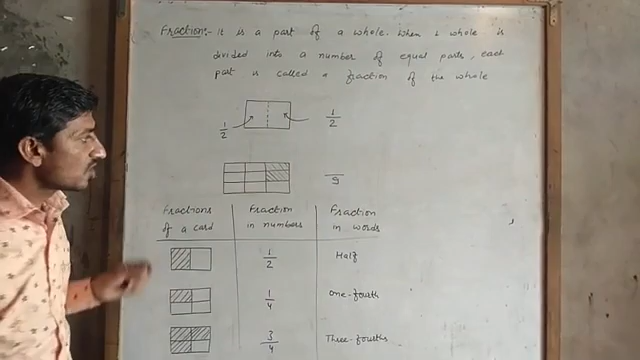 Fraction:- it is a part of a whole. When a whole is
divided into a number of equal parts, each
part is called a fraction of the whole
1/2
1/2
/9
Fractions of a card | Fraction in numbers | Fraction in words
1/2 | Half
1/4 | One-fourth
3/4 | Three-fourths